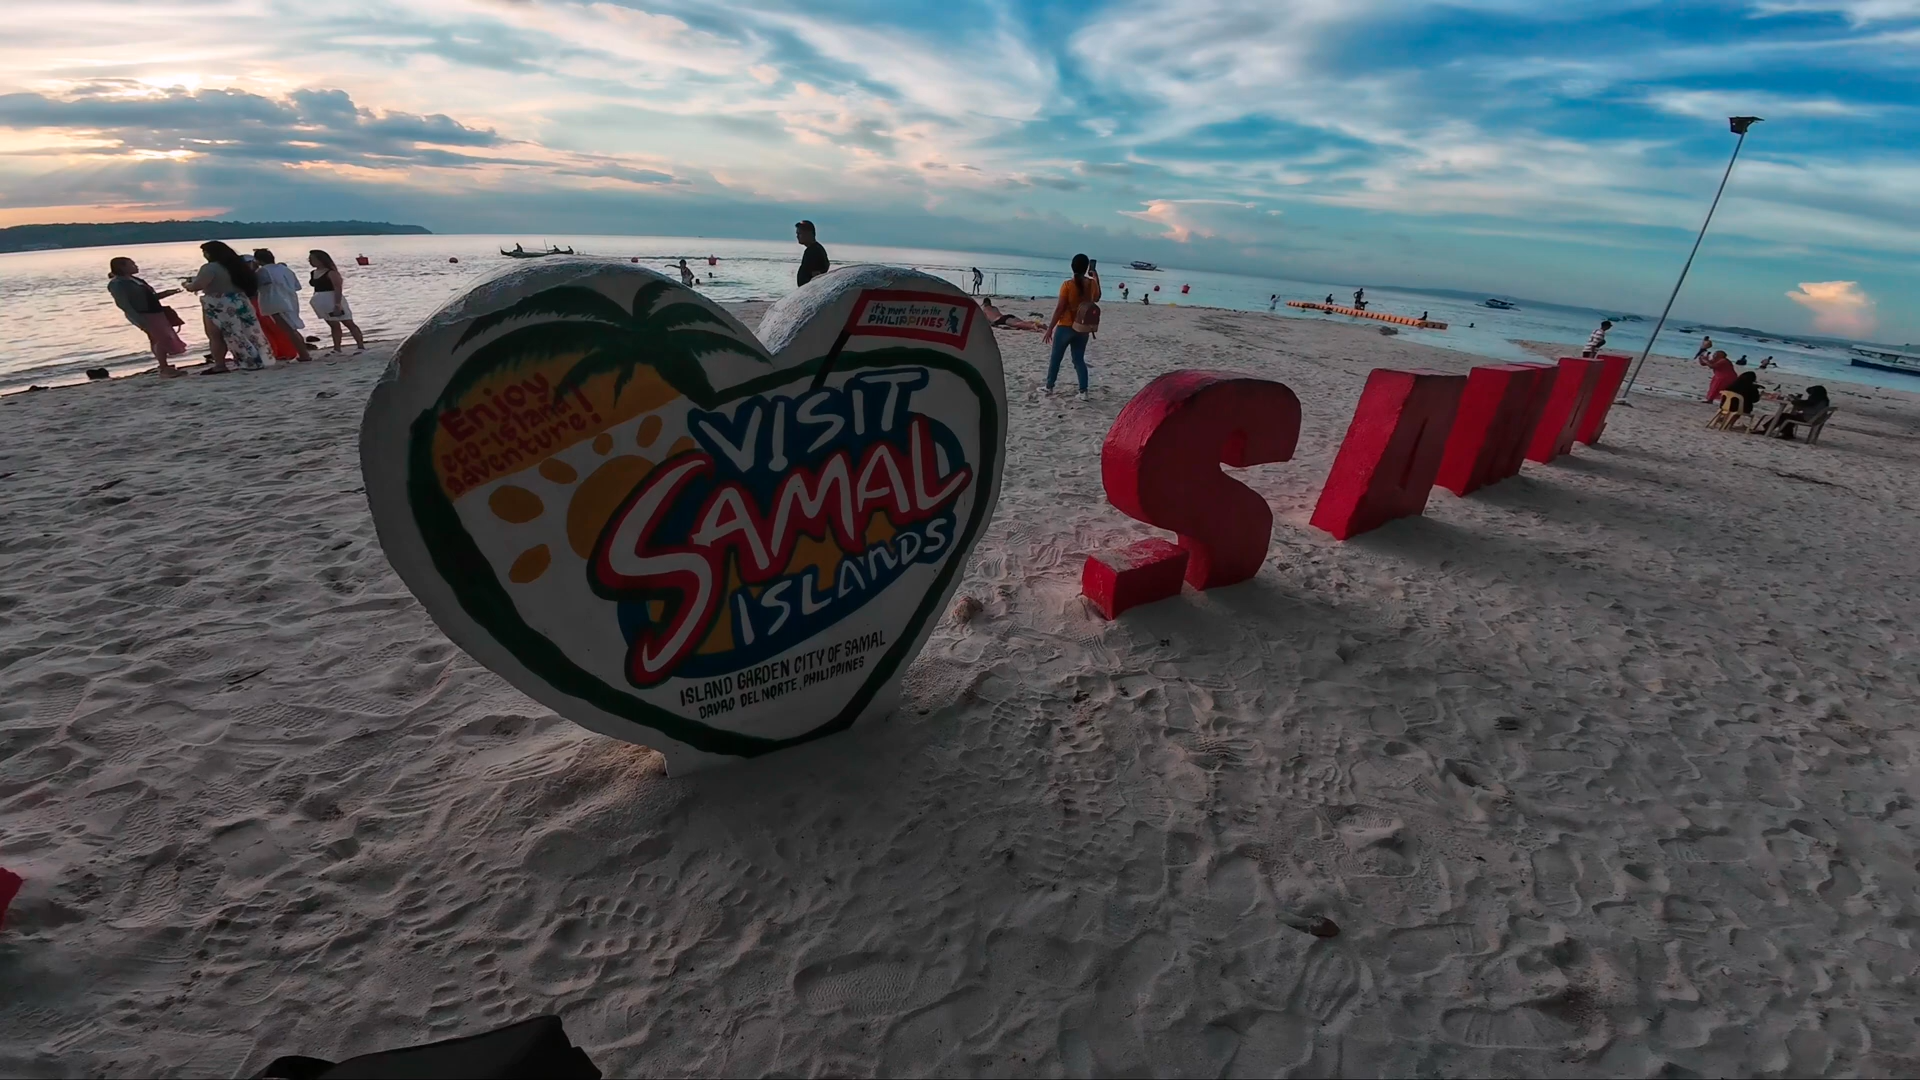 it's more fun in the
PHILIPPINES
Enjoy
eco-island
adventure!
VISIT
SAMAL
ISLANDS
ISLAND GARDEN CITY OF SAMAL
DAVAO DEL NORTE, PHILIPPINES
SAMAL